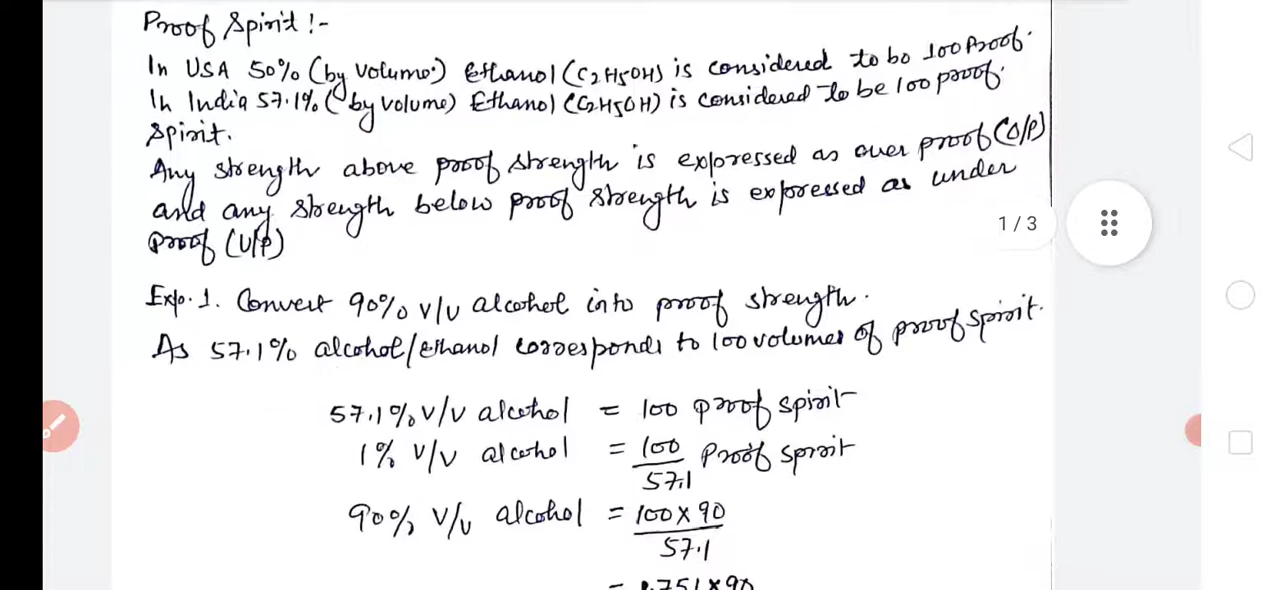 Proof Spirit :-
In USA 50% (by volume) Ethanol (C2H5OH) is considered to be 100 Proof.
In India 57.1% (by volume) Ethanol (C2H5OH) is considered to be 100 proof
spirit.
Any strength above proof strength is expressed as over proof (O/P)
and any strength below proof strength is expressed as under
proof (U/P)
1 / 3
Exp. 1. Convert 90% v/v alcohol into proof strength.
As 57.1% alcohol/ethanol corresponds to 100 volumes of proof spirit.
57.1% v/v alcohol = 100 proof spirit
1% v/v alcohol = 100/57.1 Proof spirit
90% v/v alcohol = 100 x 90/57.1
= 1.751 x 90